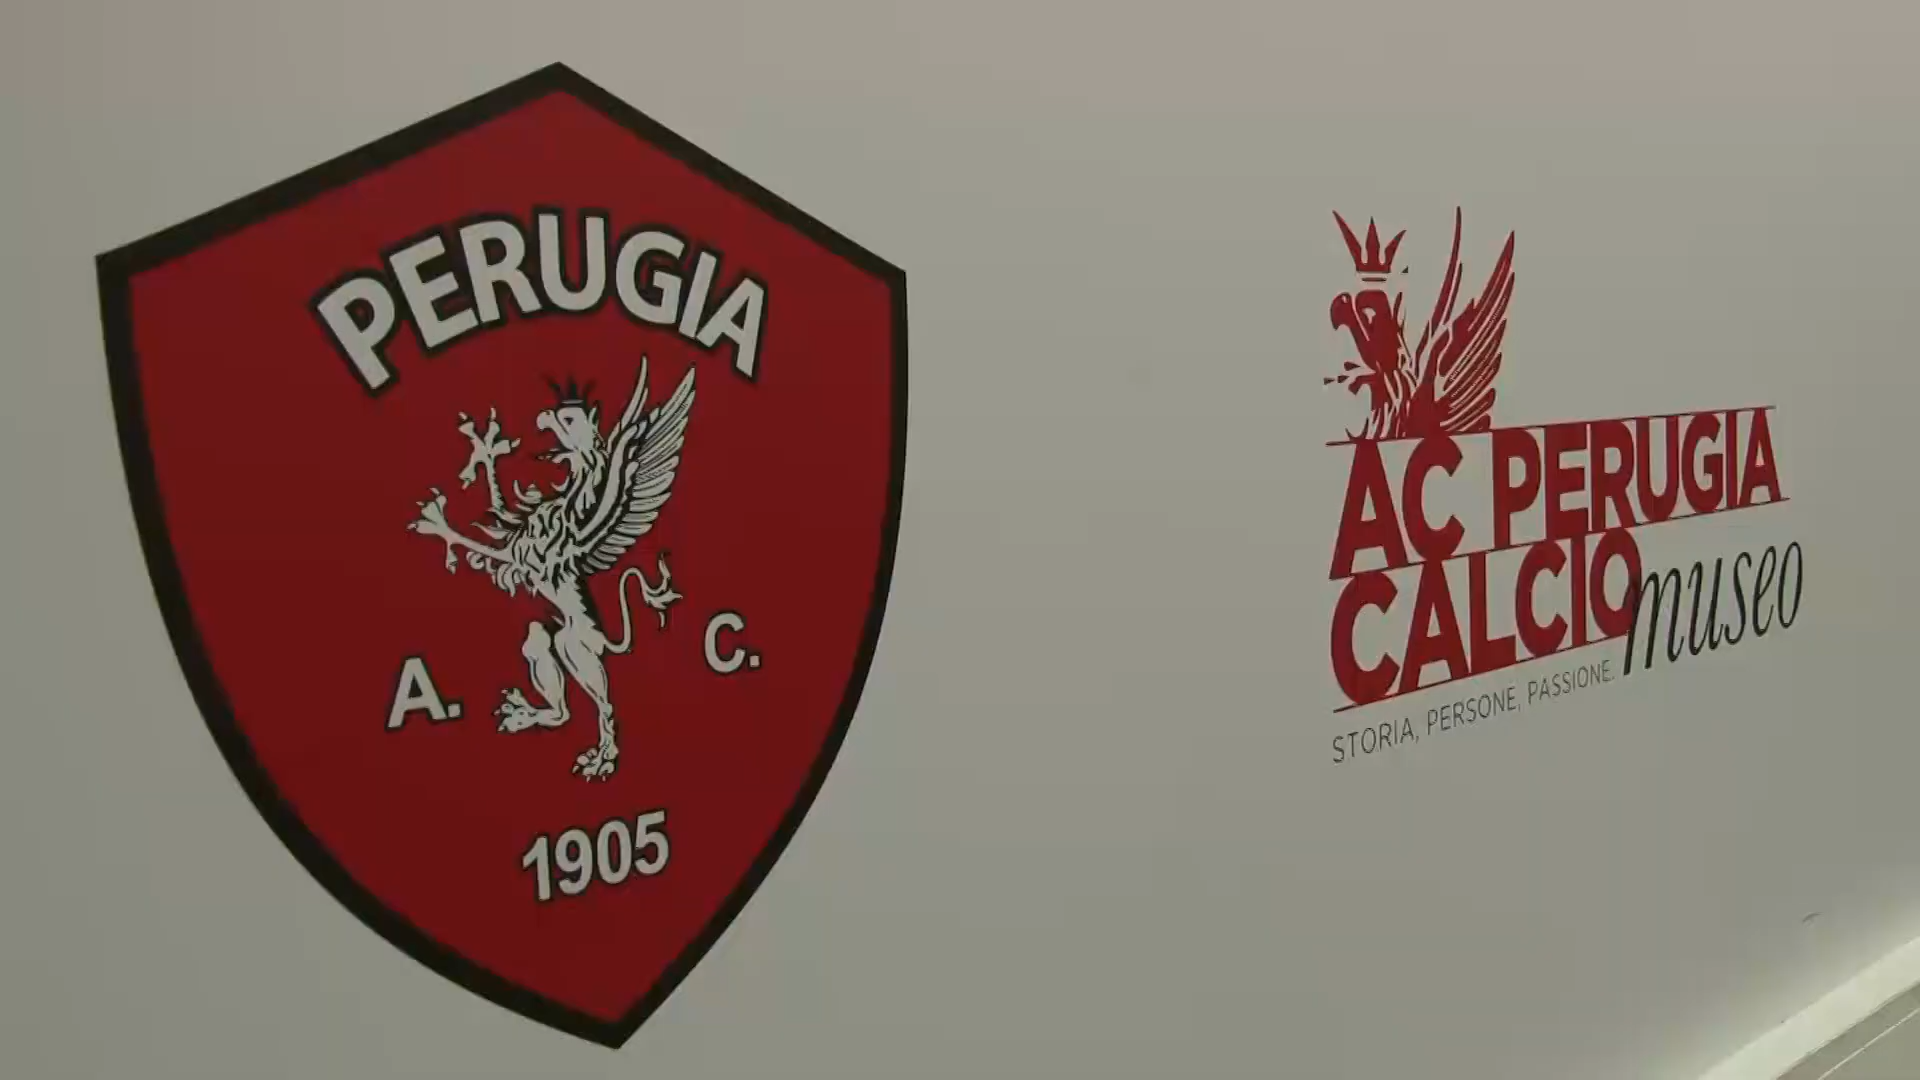 PERUGIA
A. C.
1905
AC PERUGIA
CALCIO museo
STORIA, PERSONE, PASSIONE.